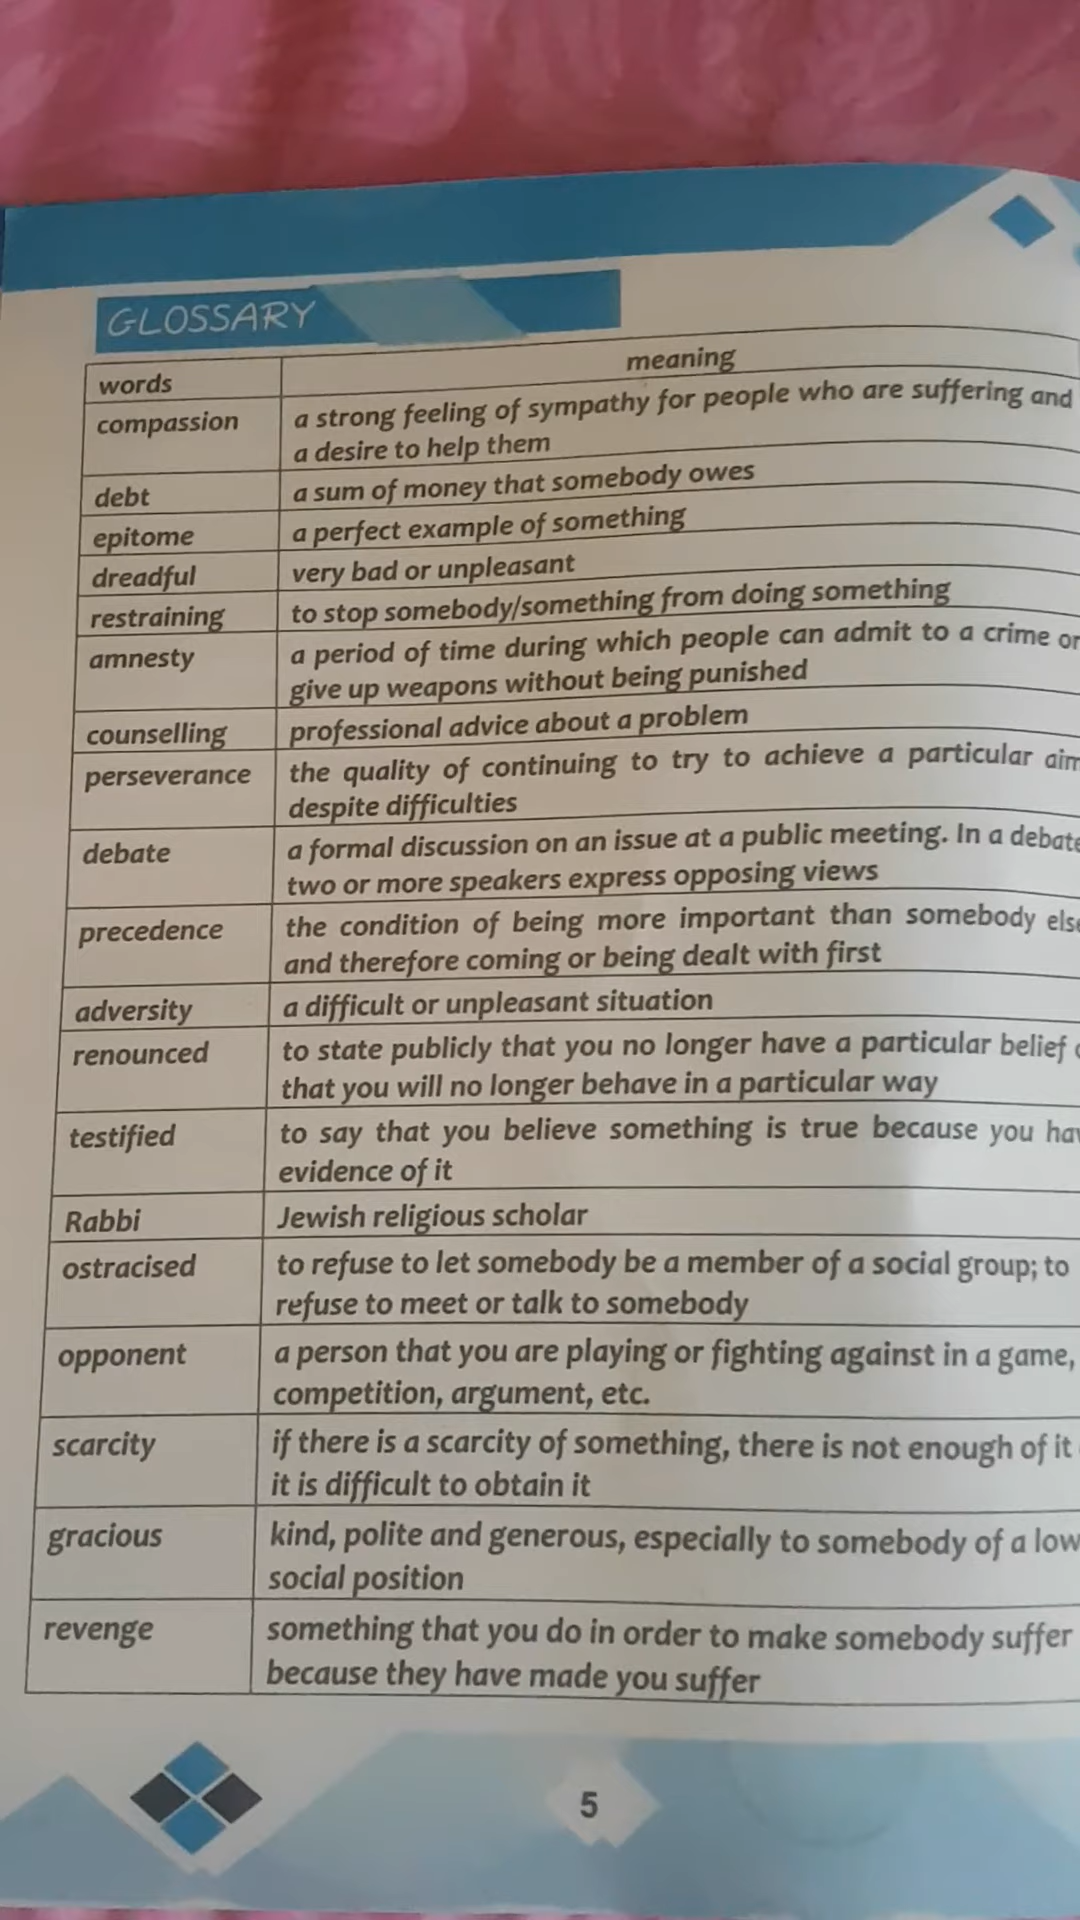 GLOSSARY
words meaning
compassion a strong feeling of sympathy for people who are suffering and
a desire to help them
debt a sum of money that somebody owes
epitome a perfect example of something
dreadful very bad or unpleasant
restraining to stop somebody/something from doing something
amnesty a period of time during which people can admit to a crime or
give up weapons without being punished
counselling professional advice about a problem
perseverance the quality of continuing to try to achieve a particular aim
despite difficulties
debate a formal discussion on an issue at a public meeting. In a debate
two or more speakers express opposing views
precedence the condition of being more important than somebody else
and therefore coming or being dealt with first
adversity a difficult or unpleasant situation
renounced to state publicly that you no longer have a particular belief
that you will no longer behave in a particular way
testified to say that you believe something is true because you
evidence of it
Rabbi Jewish religious scholar
ostracised to refuse to let somebody be a member of a social group; to
refuse to meet or talk to somebody
opponent a person that you are playing or fighting against in a game,
competition, argument, etc.
scarcity if there is a scarcity of something, there is not enough of it
it is difficult to obtain it
gracious kind, polite and generous, especially to somebody of a low
social position
revenge something that you do in order to make somebody suffer
because they have made you suffer
5